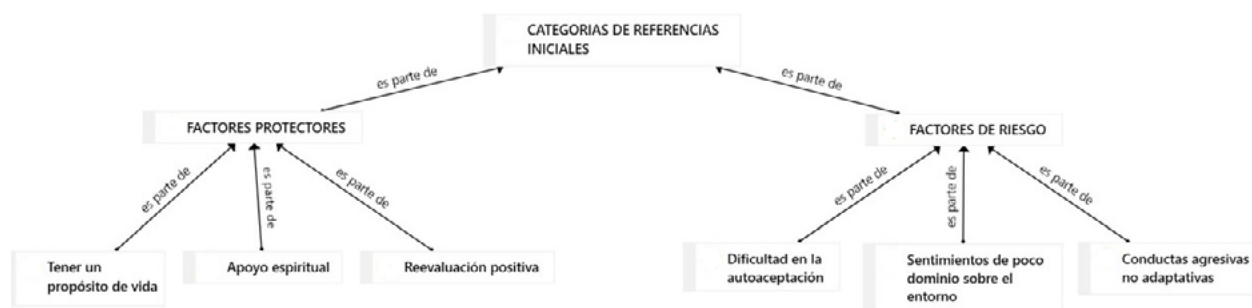 CATEGORIAS DE REFERENCIAS
INICIALES
es parte de
es parte de
FACTORES PROTECTORES
FACTORES DE RIESGO
es parte de
es parte de
es parte de
es parte de
es parte de
es parte de
Tener un
propósito de vida
Apoyo espiritual
Reevaluación positiva
Dificultad en la
autoaceptación
Sentimientos de poco
dominio sobre el
entorno
Conductas agresivas
no adaptativas